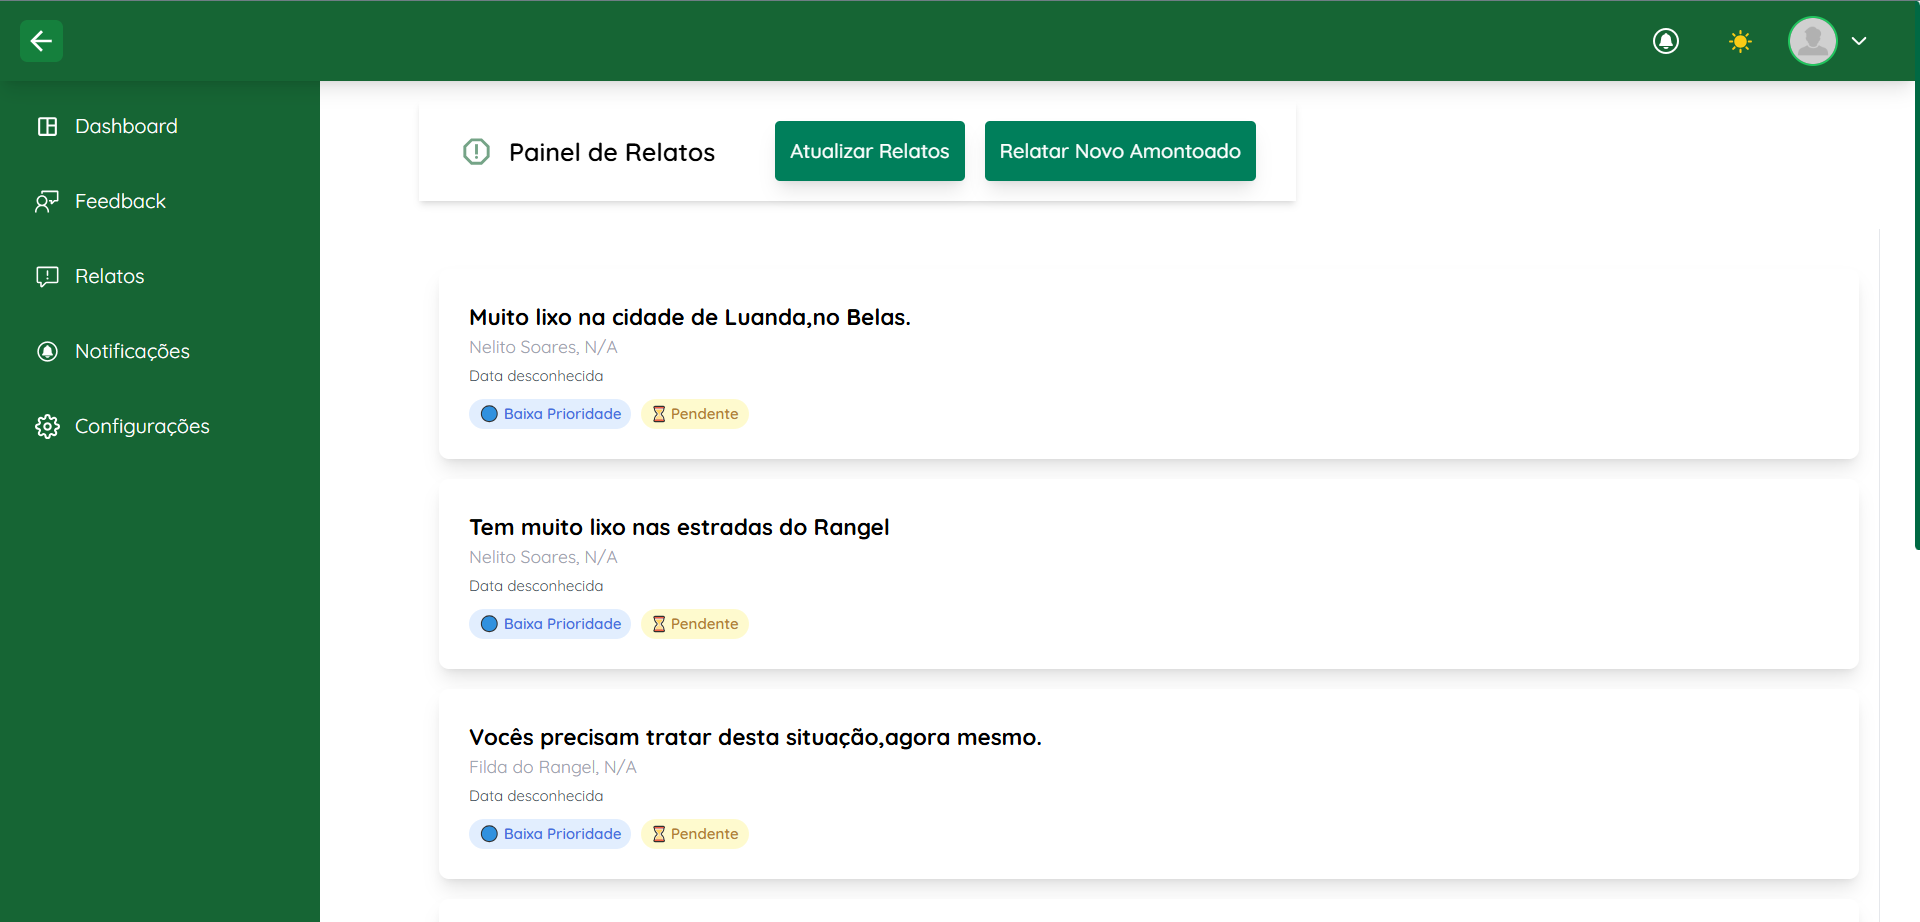 Dashboard
Feedback
Relatos
Notificações
Configurações
Painel de Relatos
Atualizar Relatos
Relatar Novo Amontoado
Muito lixo na cidade de Luanda,no Belas.
Nelito Soares, N/A
Data desconhecida
Baixa Prioridade
Pendente
Tem muito lixo nas estradas do Rangel
Nelito Soares, N/A
Data desconhecida
Baixa Prioridade
Pendente
Vocês precisam tratar desta situação,agora mesmo.
Filda do Rangel, N/A
Data desconhecida
Baixa Prioridade
Pendente